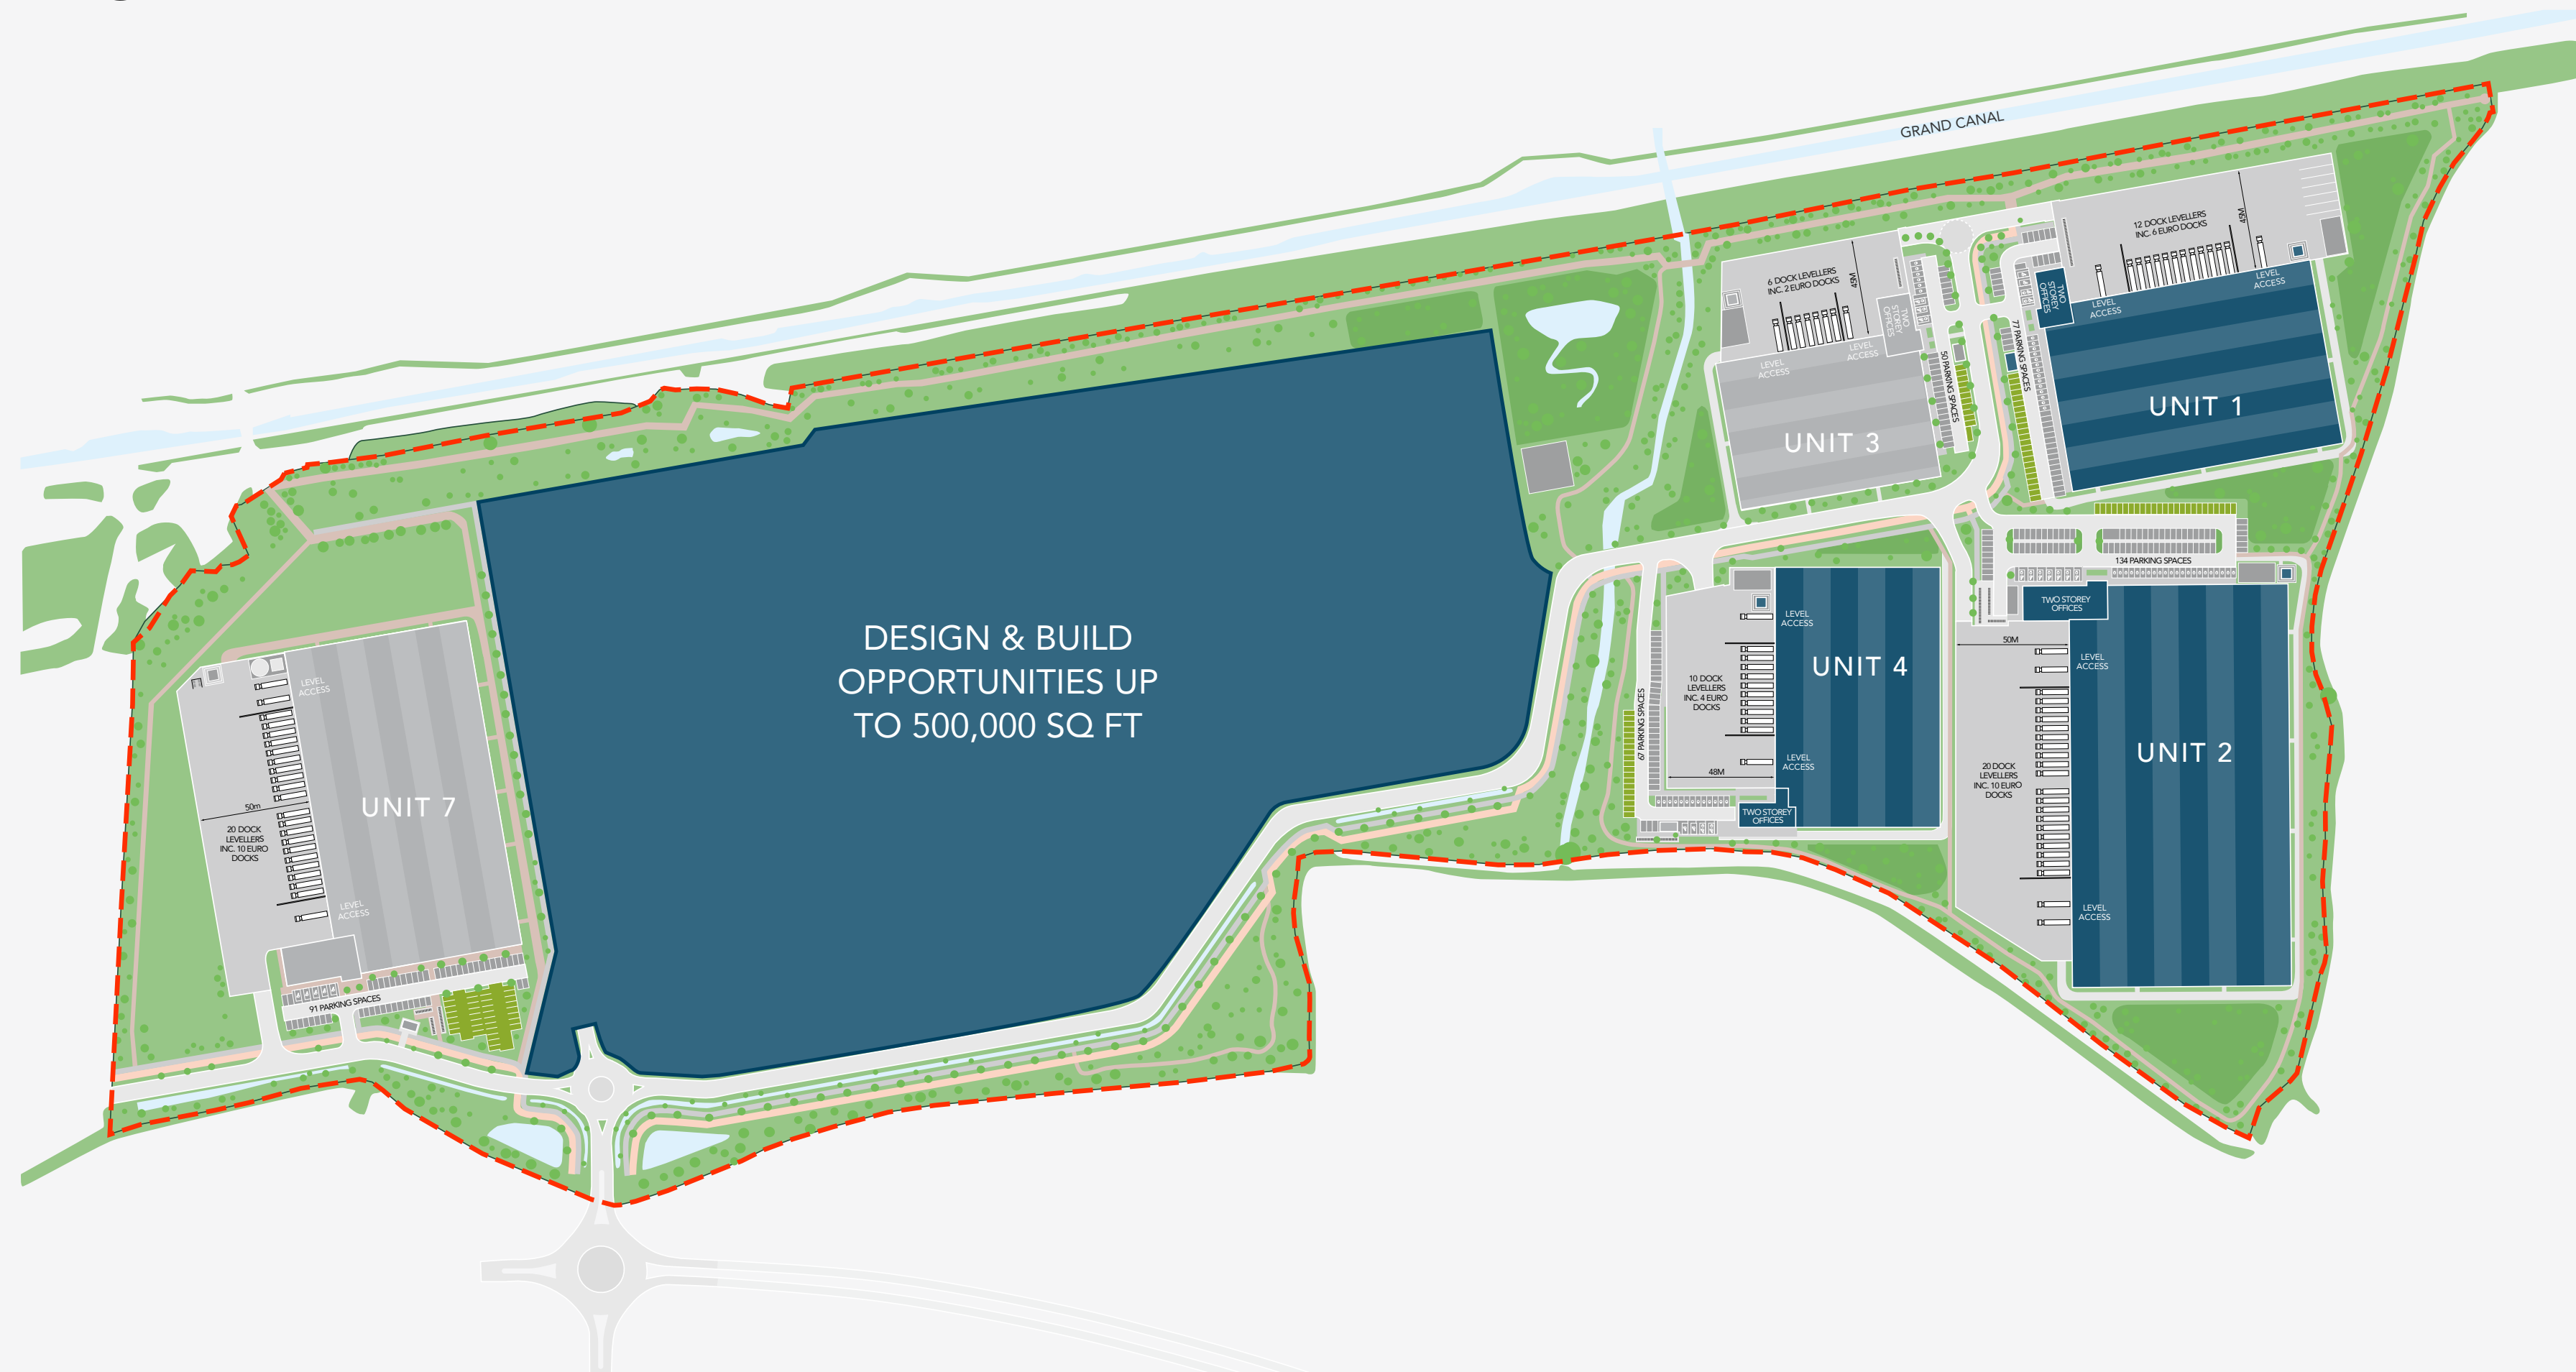 GRAND CANAL
12 DOCK LEVELLERS
INC. 6 EURO DOCKS
45M
LEVEL
ACCESS
LEVEL
ACCESS
TWO
STOREY
OFFICES
77 PARKING SPACES
UNIT 1
6 DOCK LEVELLERS
INC. 2 EURO DOCKS
45M
LEVEL
ACCESS
LEVEL
ACCESS
TWO
STOREY
OFFICES
50 PARKING SPACES
UNIT 3
134 PARKING SPACES
TWO STOREY
OFFICES
50M
LEVEL
ACCESS
20 DOCK
LEVELLERS
INC. 10 EURO
DOCKS
LEVEL
ACCESS
UNIT 2
LEVEL
ACCESS
10 DOCK
LEVELLERS
INC. 4 EURO
DOCKS
67 PARKING SPACES
48M
LEVEL
ACCESS
TWO STOREY
OFFICES
UNIT 4
DESIGN & BUILD
OPPORTUNITIES UP
TO 500,000 SQ FT
LEVEL
ACCESS
50m
20 DOCK
LEVELLERS
INC. 10 EURO
DOCKS
LEVEL
ACCESS
UNIT 7
91 PARKING SPACES